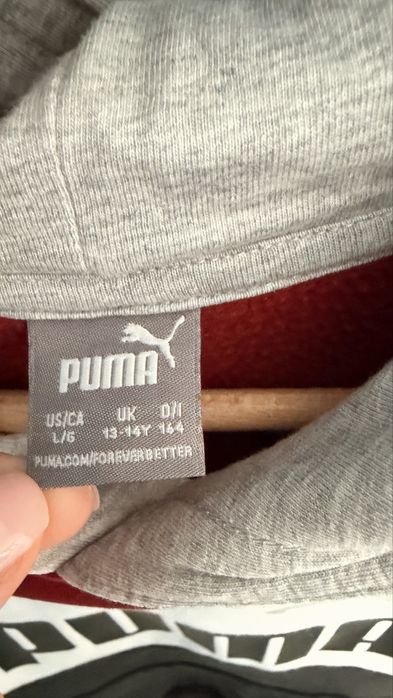 PUMA
US/CA UK D/I
L/G 13-14Y 164
PUMA.COM/FOREVERBETTER